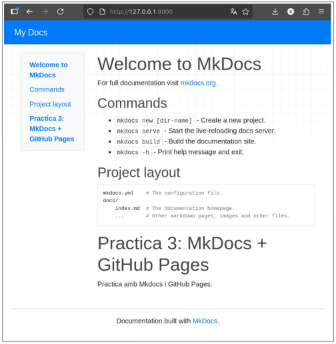 http://127.0.0.1:8000
My Docs
Welcome to
MkDocs
Commands
Project layout
Practica 3:
MkDocs +
GitHub Pages
Welcome to MkDocs
For full documentation visit mkdocs.org.
Commands
mkdocs new [dir-name] - Create a new project.
mkdocs serve - Start the live-reloading docs server.
mkdocs build - Build the documentation site.
mkdocs -h - Print help message and exit.
Project layout
mkdocs.yml # The configuration file.
docs/
index.md # The documentation homepage.
... # Other markdown pages, images and other files.
Practica 3: MkDocs +
GitHub Pages
Practica amb Mkdocs i GitHub Pages.
Documentation built with MkDocs.